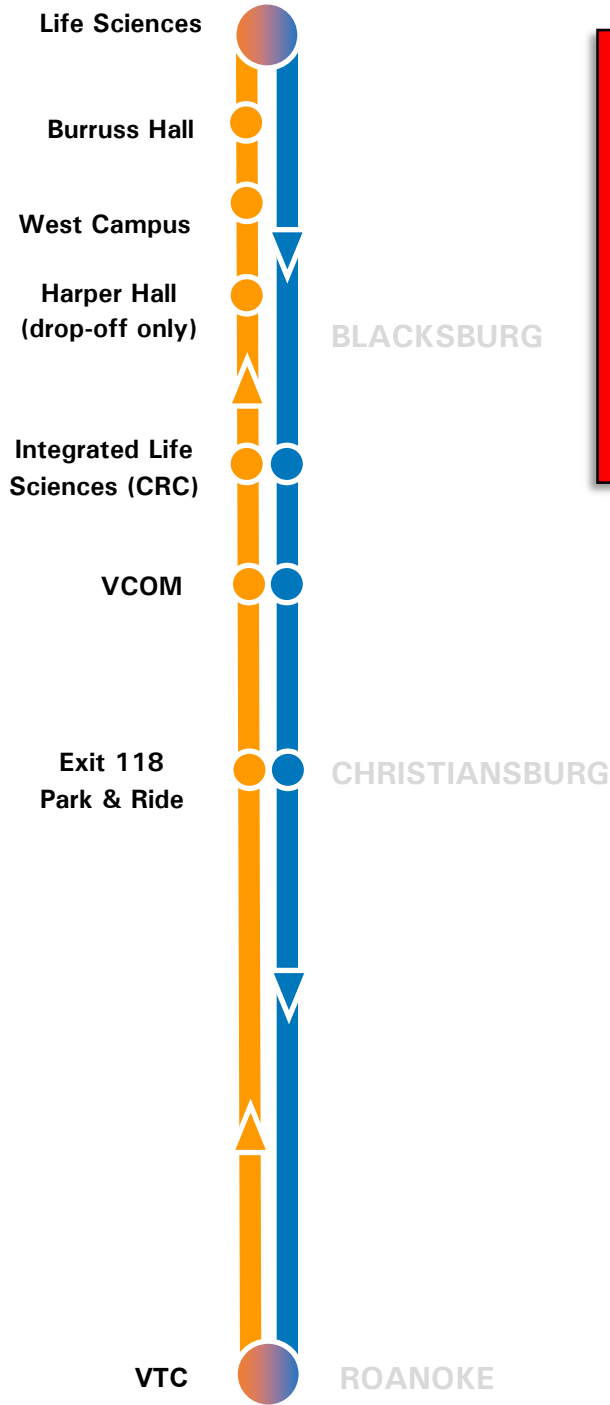 Life Sciences
Burruss Hall
West Campus
Harper Hall
(drop-off only)
BLACKSBURG
Integrated Life
Sciences (CRC)
VCOM
Exit 118
Park & Ride
CHRISTIANSBURG
VTC
ROANOKE